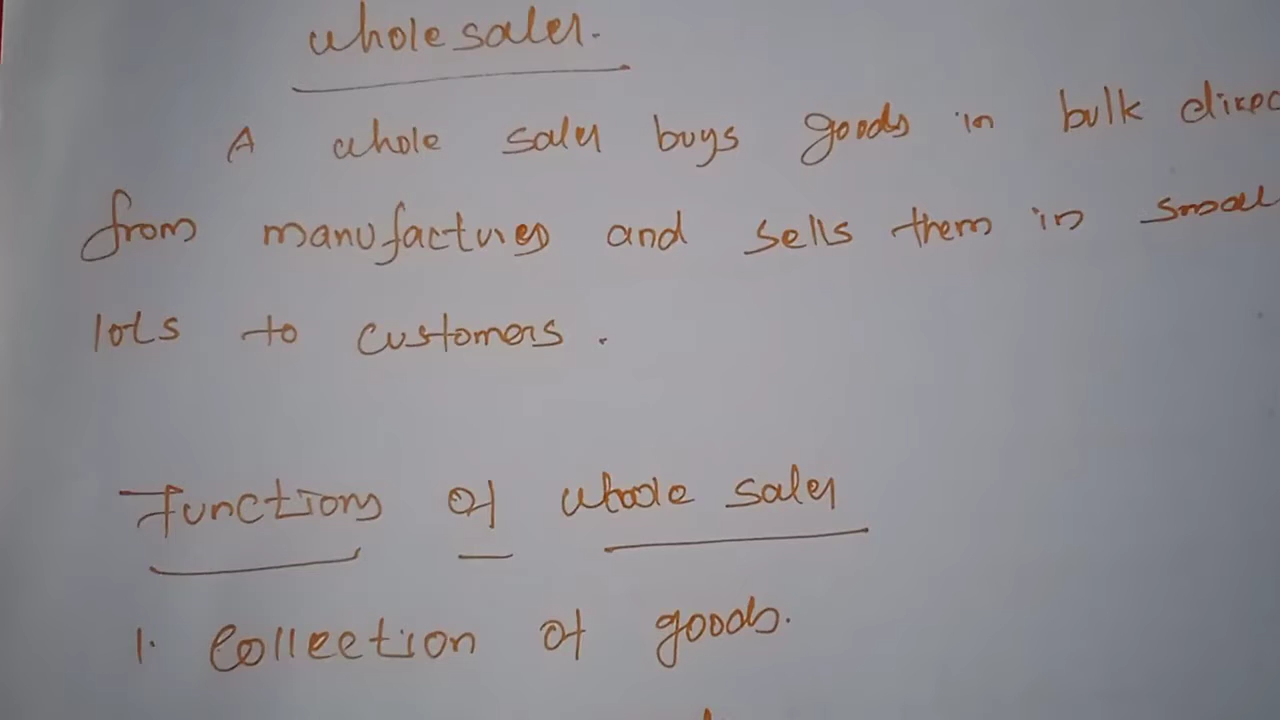 whole saler.
A whole saler buys goods in bulk direc
from manufactures and sells them in small
lots to customers.
Functions of whole saler
1. Collection of goods.